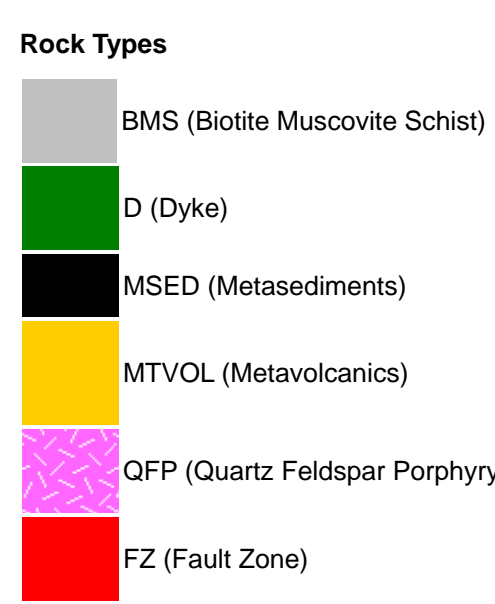 Rock Types
BMS (Biotite Muscovite Schist)
D (Dyke)
MSED (Metasediments)
MTVOL (Metavolcanics)
QFP (Quartz Feldspar Porphyry
FZ (Fault Zone)